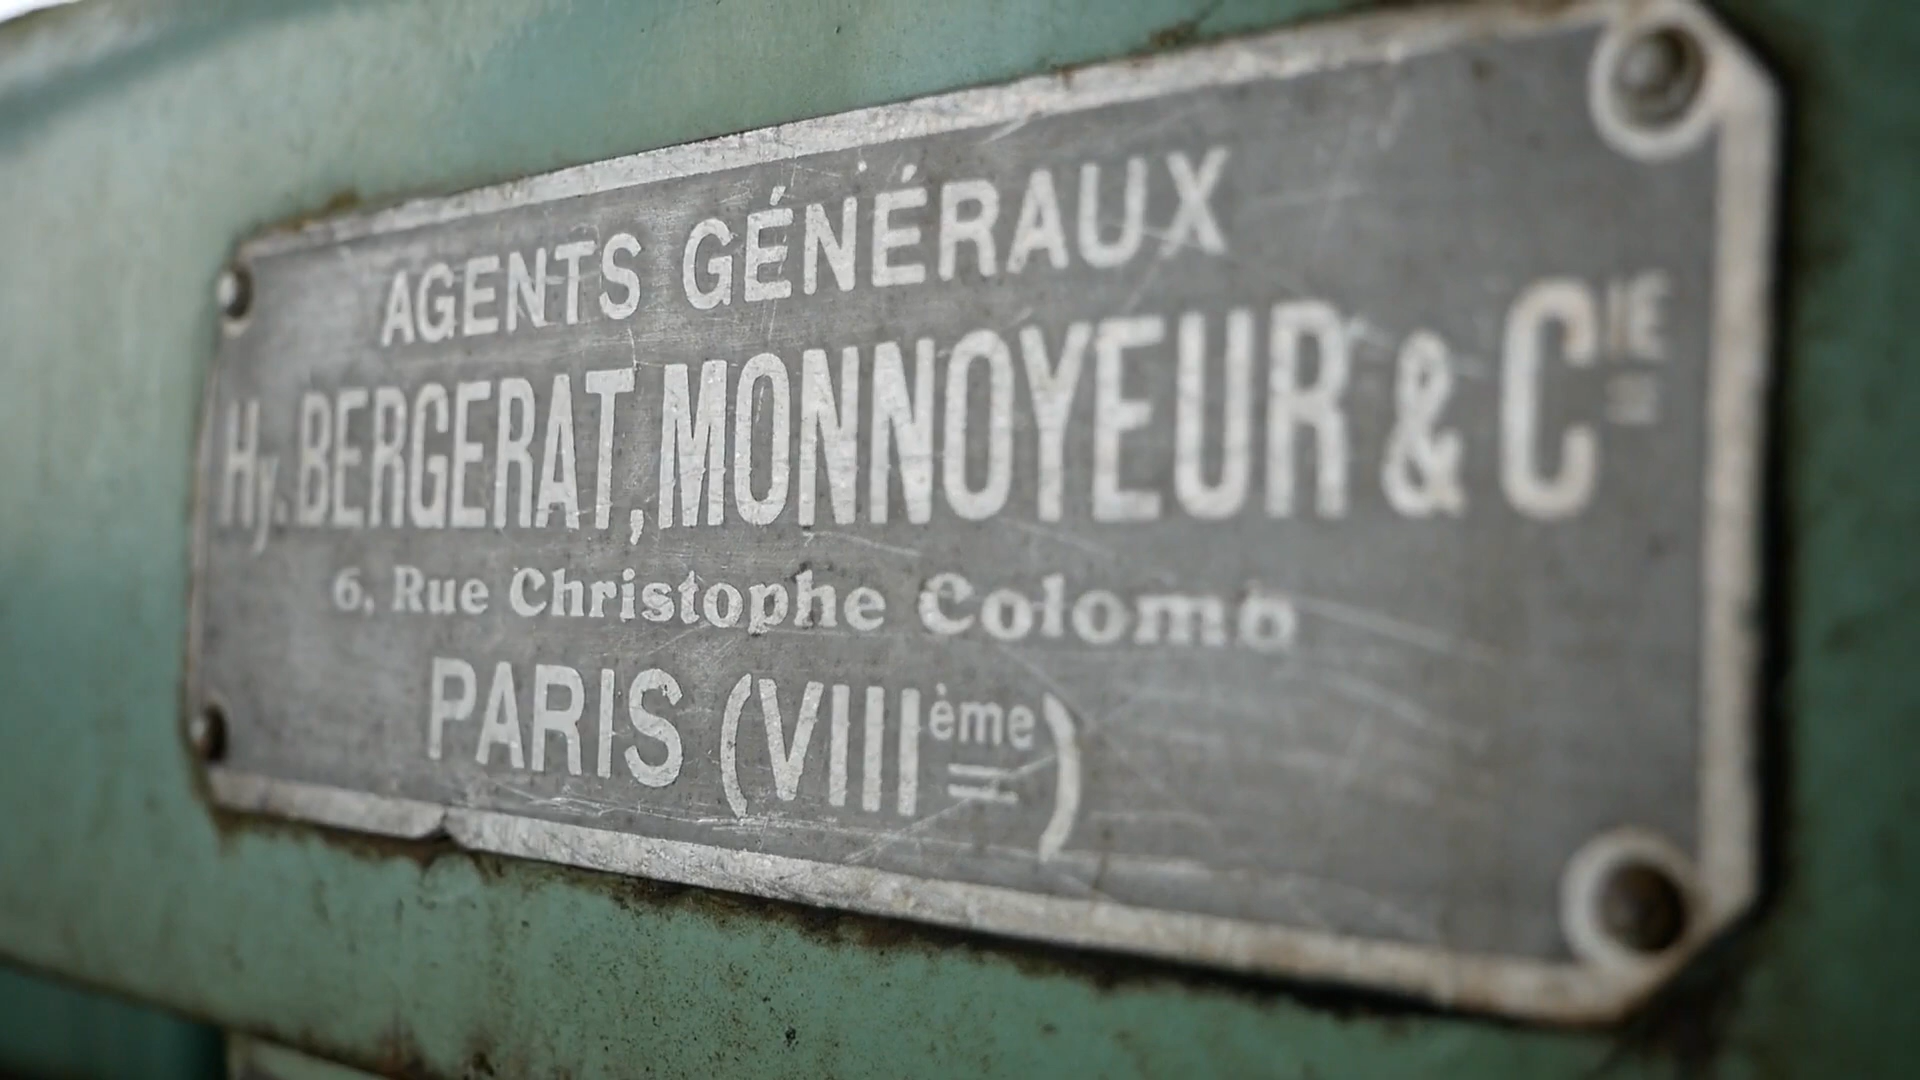 AGENTS GÉNÉRAUX
Hy. BERGERAT, MONNOYEUR & CIE
6, Rue Christophe Colomb
PARIS (VIIIème)